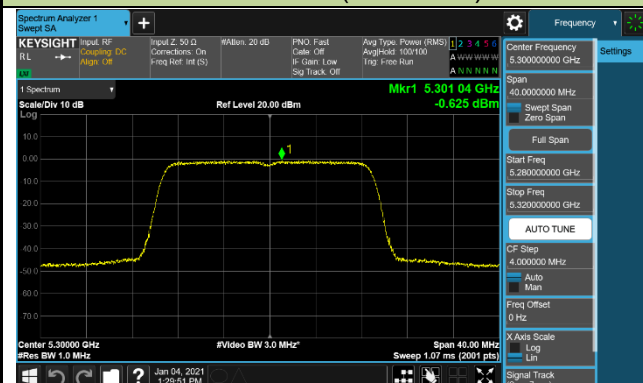 Spectrum Analyzer 1
Swept SA
Frequency
KEYSIGHT
RL
Input: RF
Coupling: DC
Align: Off
Input Z: 50 Ω
Corrections: On
Freq Ref: Int (S)
#Atten: 20 dB
PNO: Fast
Gate: Off
IF Gain: Low
Sig Track: Off
Avg Type: Power (RMS)
Avg|Hold: 100/100
Trig: Free Run
1 2 3 4 5 6
A W W W W W
A N N N N N
Center Frequency
5.300000000 GHz
Settings
Span
40.0000000 MHz
Swept Span
Zero Span
Full Span
Start Freq
5.280000000 GHz
Stop Freq
5.320000000 GHz
AUTO TUNE
CF Step
4.000000 MHz
Auto
Man
Freq Offset
0 Hz
X Axis Scale
Log
Lin
Signal Track
1 Spectrum
Scale/Div 10 dB
Log
Ref Level 20.00 dBm
Mkr1 5.301 04 GHz
-0.625 dBm
1
10.0
0.00
-10.0
-20.0
-30.0
-40.0
-50.0
-60.0
-70.0
Center 5.30000 GHz
#Res BW 1.0 MHz
#Video BW 3.0 MHz*
Span 40.00 MHz
Sweep 1.07 ms (2001 pts)
?
Jan 04, 2021
1:29:51 PM